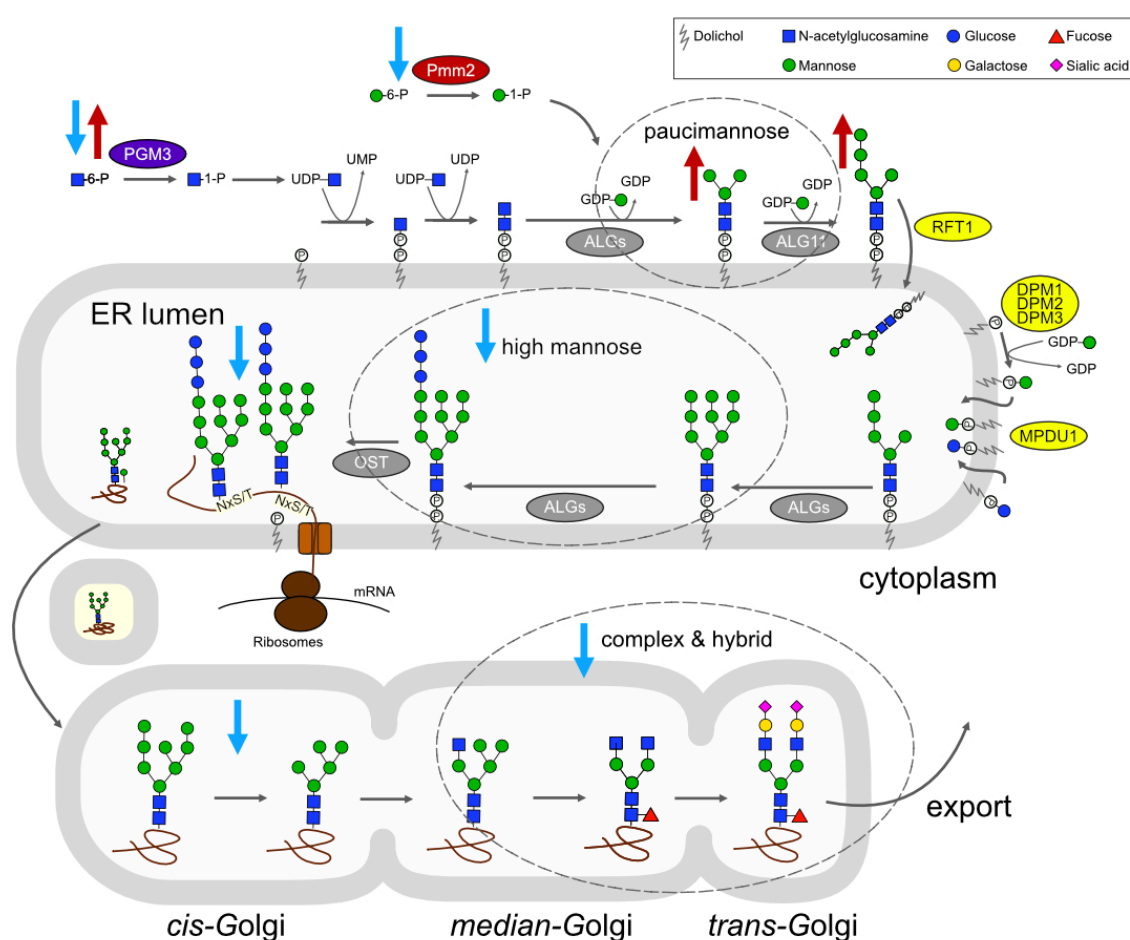 Dolichol
N-acetylglucosamine
Glucose
Fucose
Mannose
Galactose
Sialic acid
Pmm2
-6-P
-1-P
PGM3
-6-P
-1-P
UDP
UMP
UDP
UDP
paucimannose
GDP
GDP
GDP
GDP
ALGs
ALG11
RFT1
P
P
P
P
P
P
P
P
P
ER lumen
high mannose
P
P
DPM1
DPM2
DPM3
P
GDP
GDP
P
MPDU1
P
P
P
OST
ALGs
ALGs
NxS/T
NxS/T
P
P
P
P
P
P
P
cytoplasm
mRNA
Ribosomes
complex & hybrid
export
cis-Golgi
median-Golgi
trans-Golgi